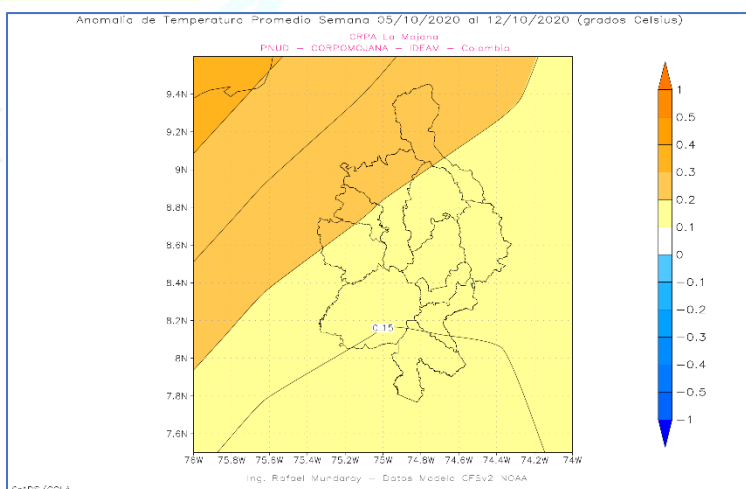 Anomalía de Temperatura Promedio Semana 05/10/2020 al 12/10/2020 (grados Celsius)
CRPA La Mojana
PNUD – CORPOMOJANA – IDEAM – Colombia
9.4N
9.2N
9N
8.8N
8.6N
8.4N
8.2N
8N
7.8N
7.6N
0.15
76W 75.8W 75.6W 75.4W 75.2W 75W 74.8W 74.6W 74.4W 74.2W 74W
1
0.5
0.4
0.3
0.2
0.1
0
−0.1
−0.2
−0.3
−0.4
−0.5
−1
Ing. Rafael Mundaray – Datos Modelo CFSv2 NOAA